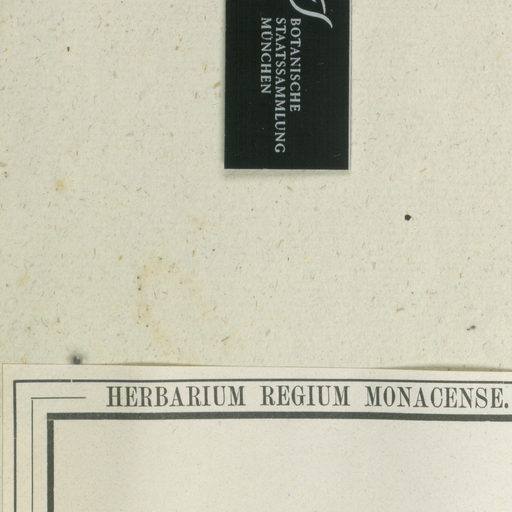 BOTANISCHE
STAATSSAMMLUNG
MÜNCHEN
HERBARIUM REGIUM MONACENSE.